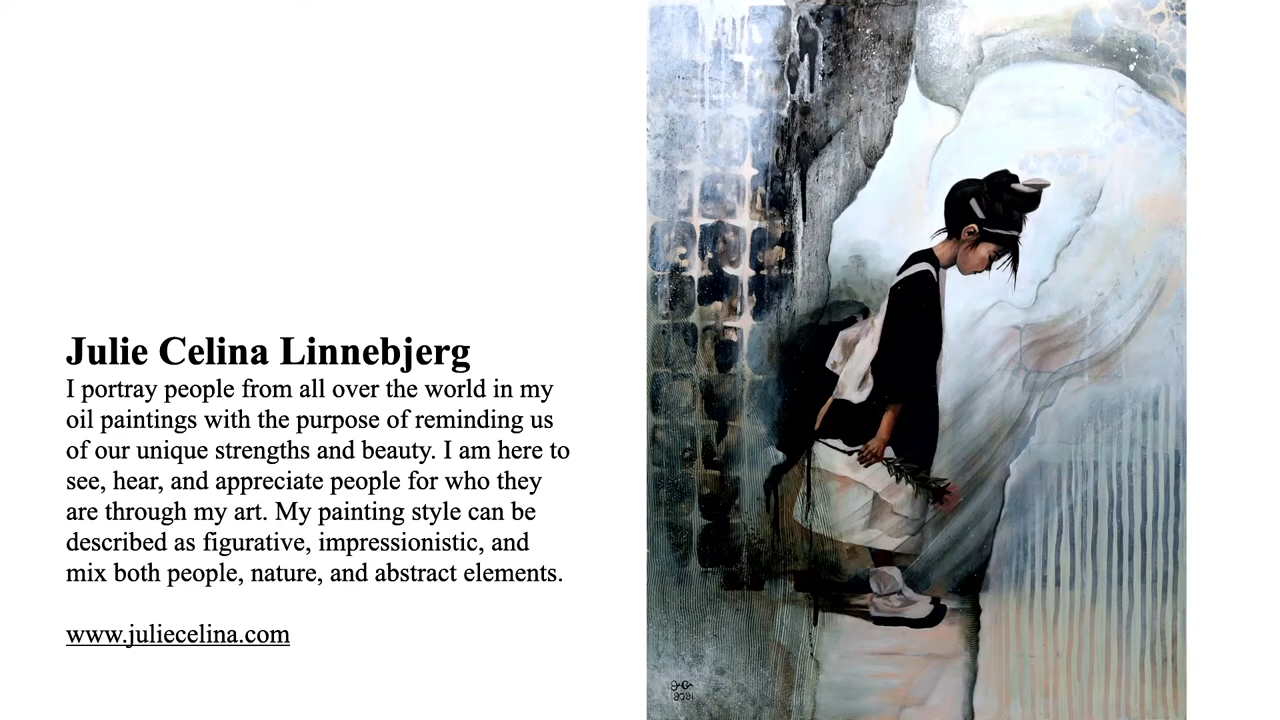 Julie Celina Linnebjerg
I portray people from all over the world in my
oil paintings with the purpose of reminding us
of our unique strengths and beauty. I am here to
see, hear, and appreciate people for who they
are through my art. My painting style can be
described as figurative, impressionistic, and
mix both people, nature, and abstract elements.
www.juliecelina.com
2021